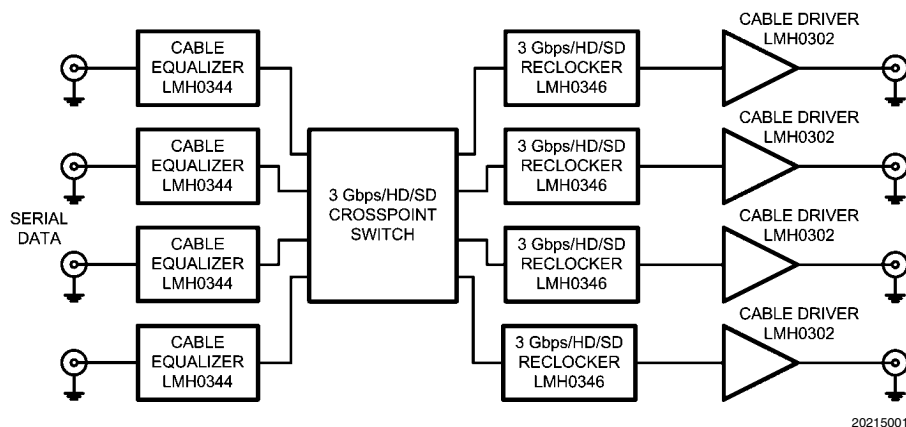 CABLE
EQUALIZER
LMH0344
3 Gbps/HD/SD
RECLOCKER
LMH0346
CABLE DRIVER
LMH0302
CABLE
EQUALIZER
LMH0344
3 Gbps/HD/SD
RECLOCKER
LMH0346
CABLE DRIVER
LMH0302
SERIAL
DATA
3 Gbps/HD/SD
CROSSPOINT
SWITCH
CABLE
EQUALIZER
LMH0344
3 Gbps/HD/SD
RECLOCKER
LMH0346
CABLE DRIVER
LMH0302
CABLE
EQUALIZER
LMH0344
3 Gbps/HD/SD
RECLOCKER
LMH0346
CABLE DRIVER
LMH0302
20215001